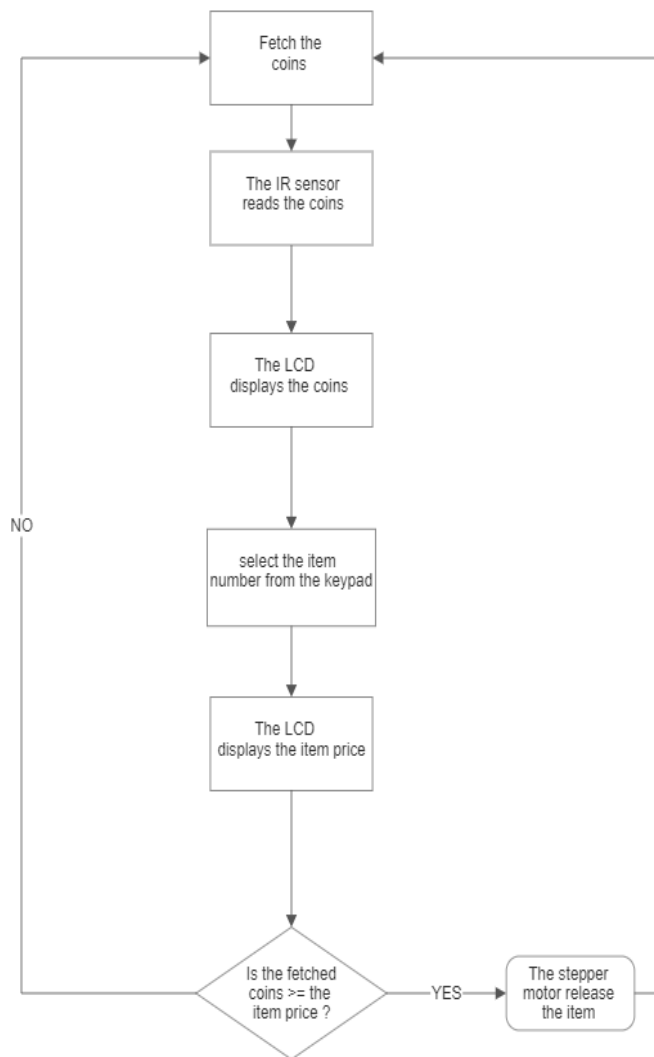 Fetch the
coins
The IR sensor
reads the coins
The LCD
displays the coins
NO
select the item
number from the keypad
The LCD
displays the item price
Is the fetched
coins >= the
item price ?
YES
The stepper
motor release
the item